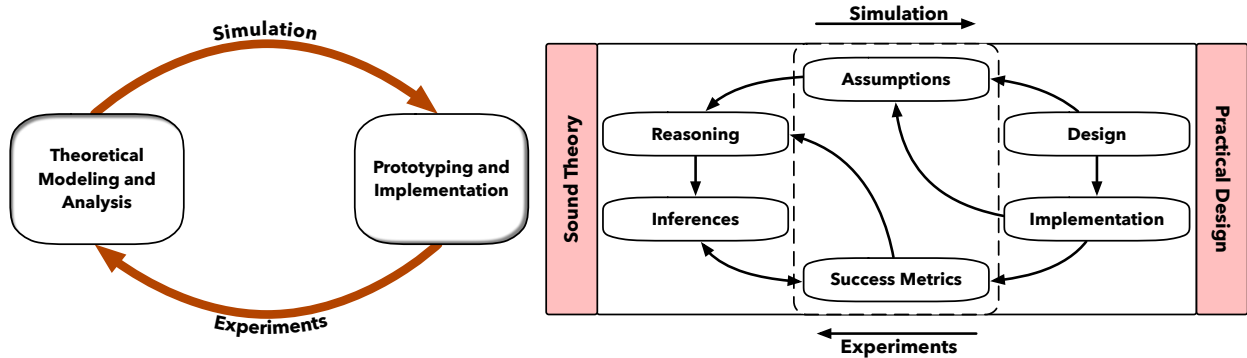 Simulation
Theoretical
Modeling and
Analysis
Prototyping and
Implementation
Experiments
Simulation
Sound Theory
Assumptions
Reasoning
Design
Inferences
Implementation
Success Metrics
Practical Design
Experiments